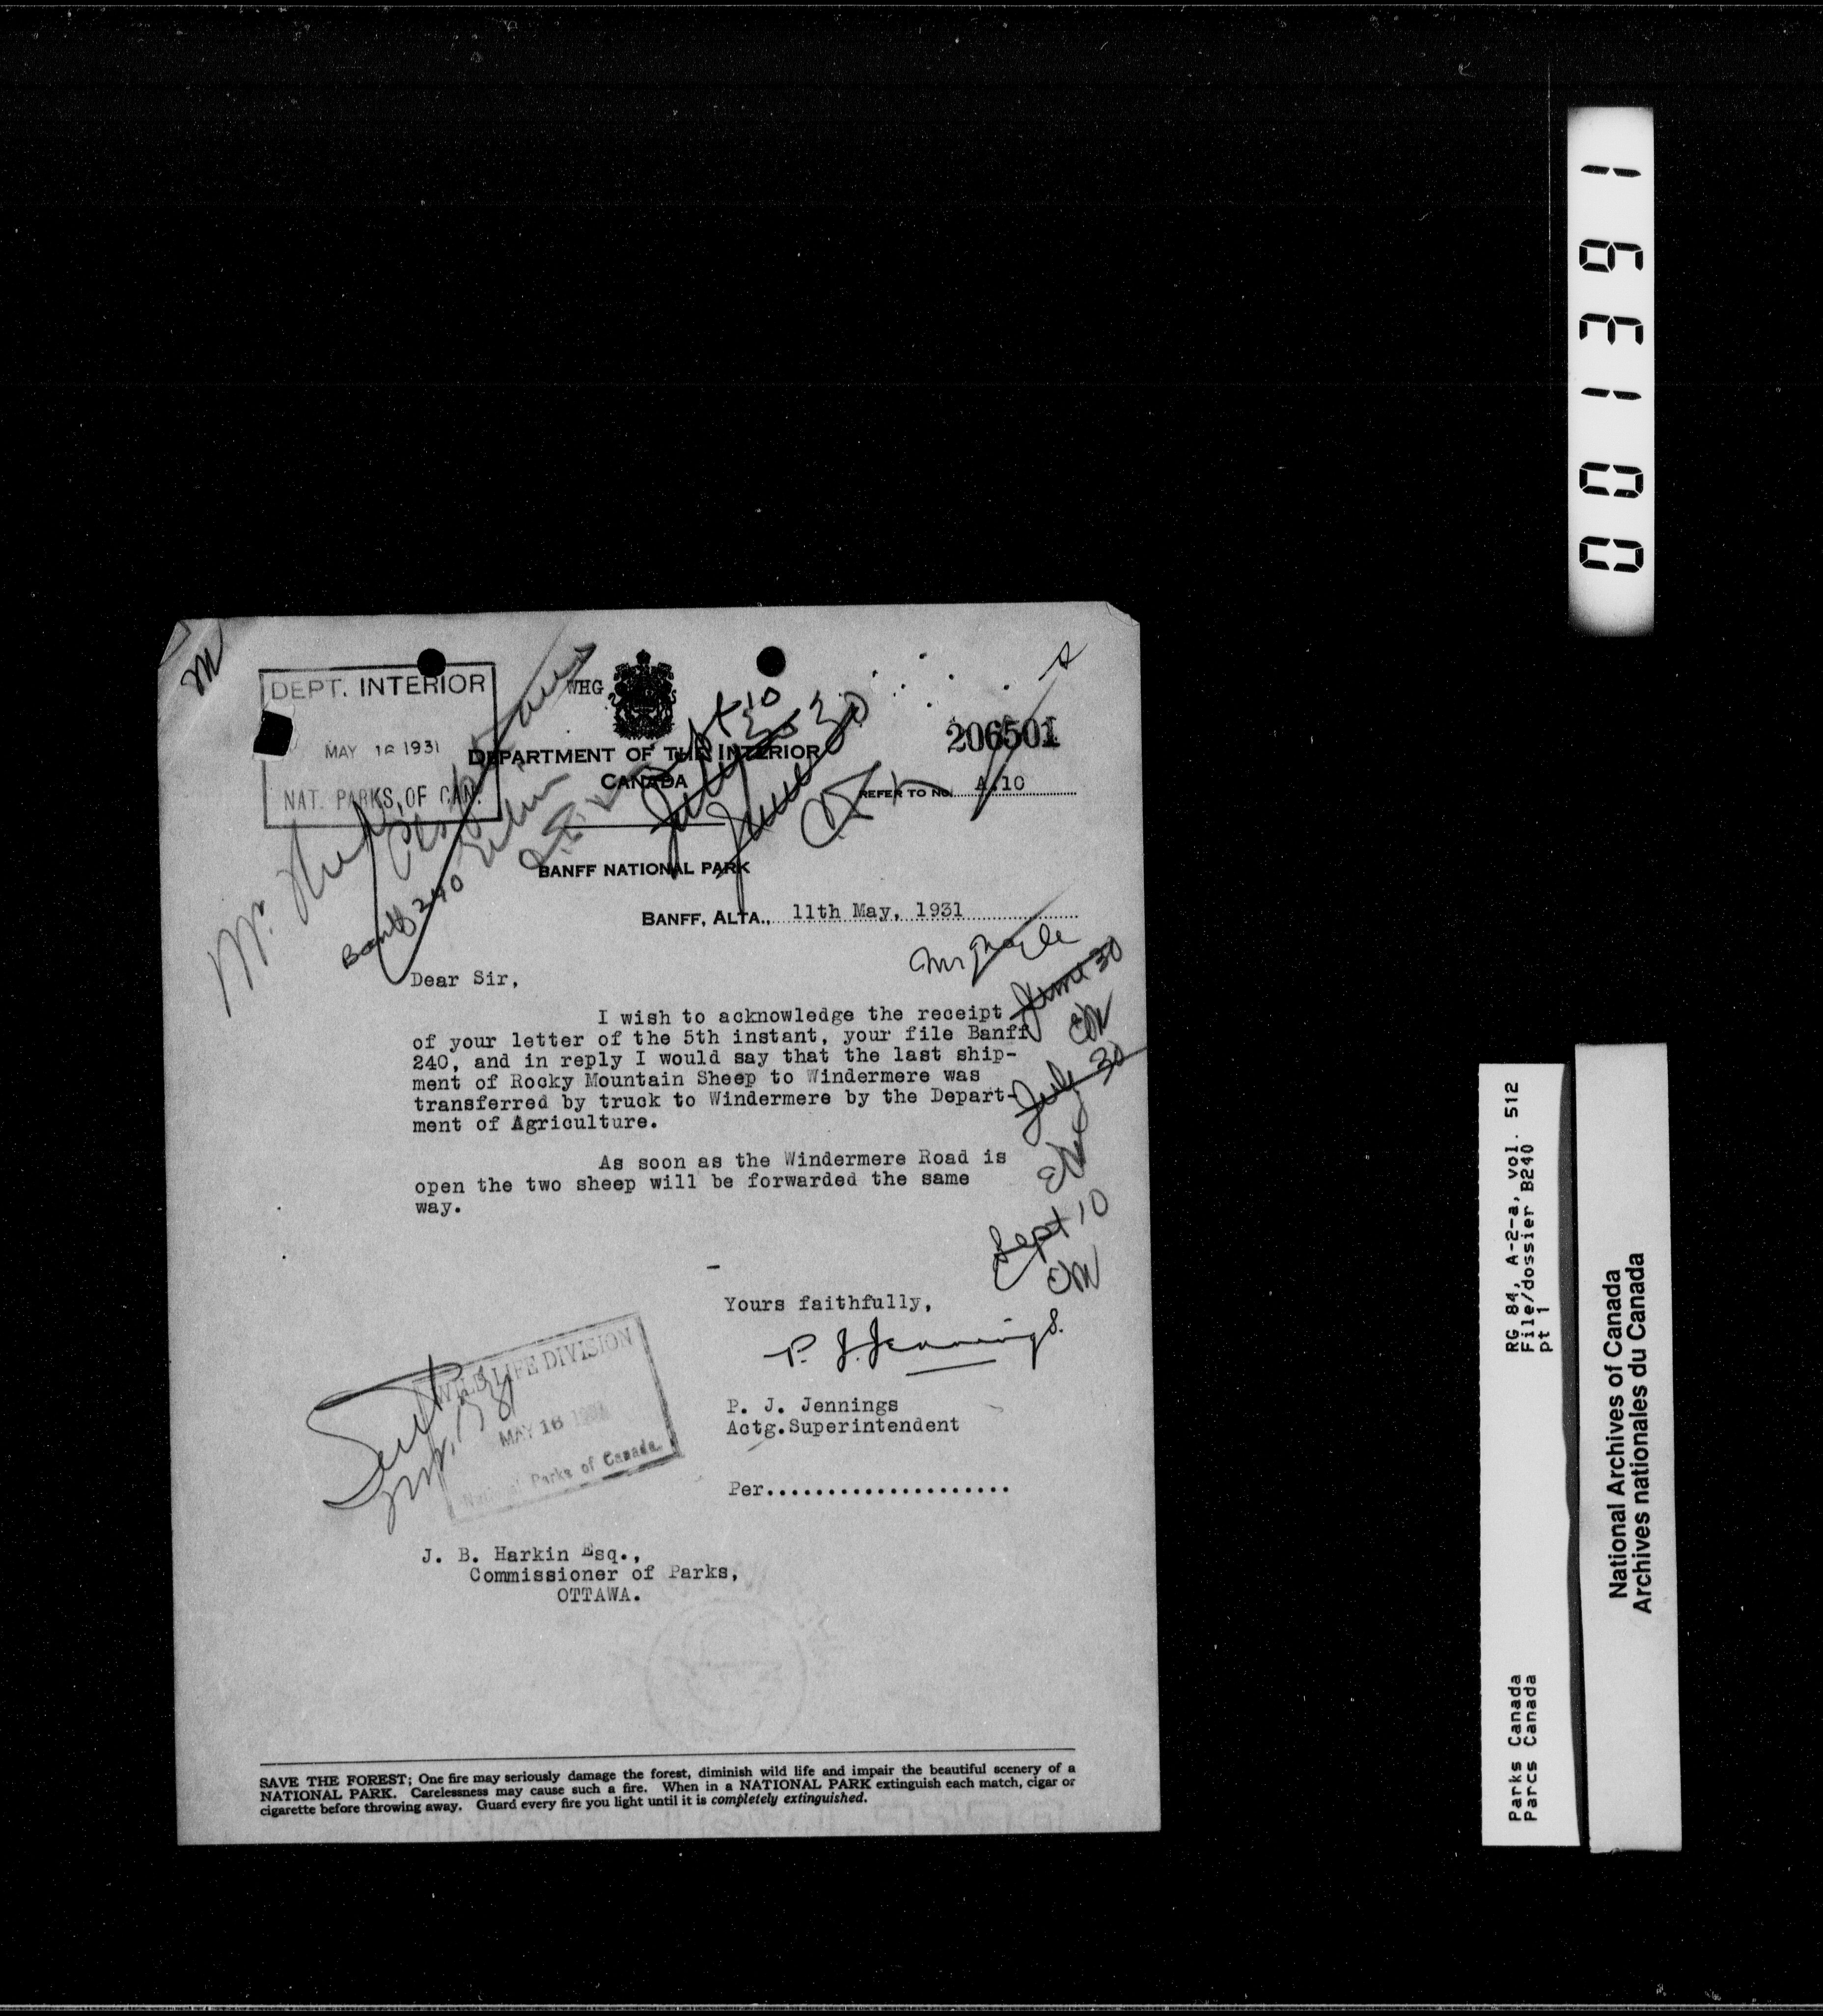 DEPT. INTERIOR
MAY 16 1931
NAT. PARKS OF CAN.
WHG
DEPARTMENT OF THE INTERIOR
CANADA
206501
REFER TO NO. A.10
BANFF NATIONAL PARK
Banff 240
BANFF, ALTA., 11th May, 1931
Dear Sir,
I wish to acknowledge the receipt
of your letter of the 5th instant, your file Banff
240, and in reply I would say that the last ship-
ment of Rocky Mountain Sheep to Windermere was
transferred by truck to Windermere by the Depart-
ment of Agriculture.
As soon as the Windermere Road is
open the two sheep will be forwarded the same
way.
June 30
July 30
Sept 10
Yours faithfully,
P. J. Jennings.
P. J. Jennings
Actg.Superintendent
Per....................
WILD LIFE DIVISION
MAY 16
National Parks of Canada
J. B. Harkin Esq.,
Commissioner of Parks,
OTTAWA.
SAVE THE FOREST; One fire may seriously damage the forest, diminish wild life and impair the beautiful scenery of a
NATIONAL PARK. Carelessness may cause such a fire. When in a NATIONAL PARK extinguish each match, cigar or
cigarette before throwing away. Guard every fire you light until it is completely extinguished.
001391
RG 84, A-2-a, vol. 512
File/dossier B240
pt 1
Parks Canada
Parcs Canada
National Archives of Canada
Archives nationales du Canada